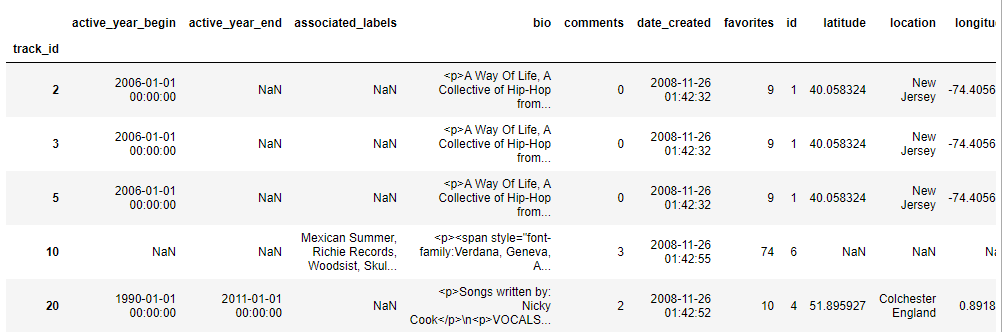 active_year_begin active_year_end associated_labels bio comments date_created favorites id latitude location longitu
track_id
2 2006-01-01 00:00:00 NaN NaN <p>A Way Of Life, A Collective of Hip-Hop from... 0 2008-11-26 01:42:32 9 1 40.058324 New Jersey -74.4056
3 2006-01-01 00:00:00 NaN NaN <p>A Way Of Life, A Collective of Hip-Hop from... 0 2008-11-26 01:42:32 9 1 40.058324 New Jersey -74.4056
5 2006-01-01 00:00:00 NaN NaN <p>A Way Of Life, A Collective of Hip-Hop from... 0 2008-11-26 01:42:32 9 1 40.058324 New Jersey -74.4056
10 NaN NaN Mexican Summer, Richie Records, Woodsist, Skul... <p><span style="font-family:Verdana, Geneva, A... 3 2008-11-26 01:42:55 74 6 NaN NaN Na
20 1990-01-01 00:00:00 2011-01-01 00:00:00 NaN <p>Songs written by: Nicky Cook</p>\n<p>VOCALS... 2 2008-11-26 01:42:52 10 4 51.895927 Colchester England 0.8918